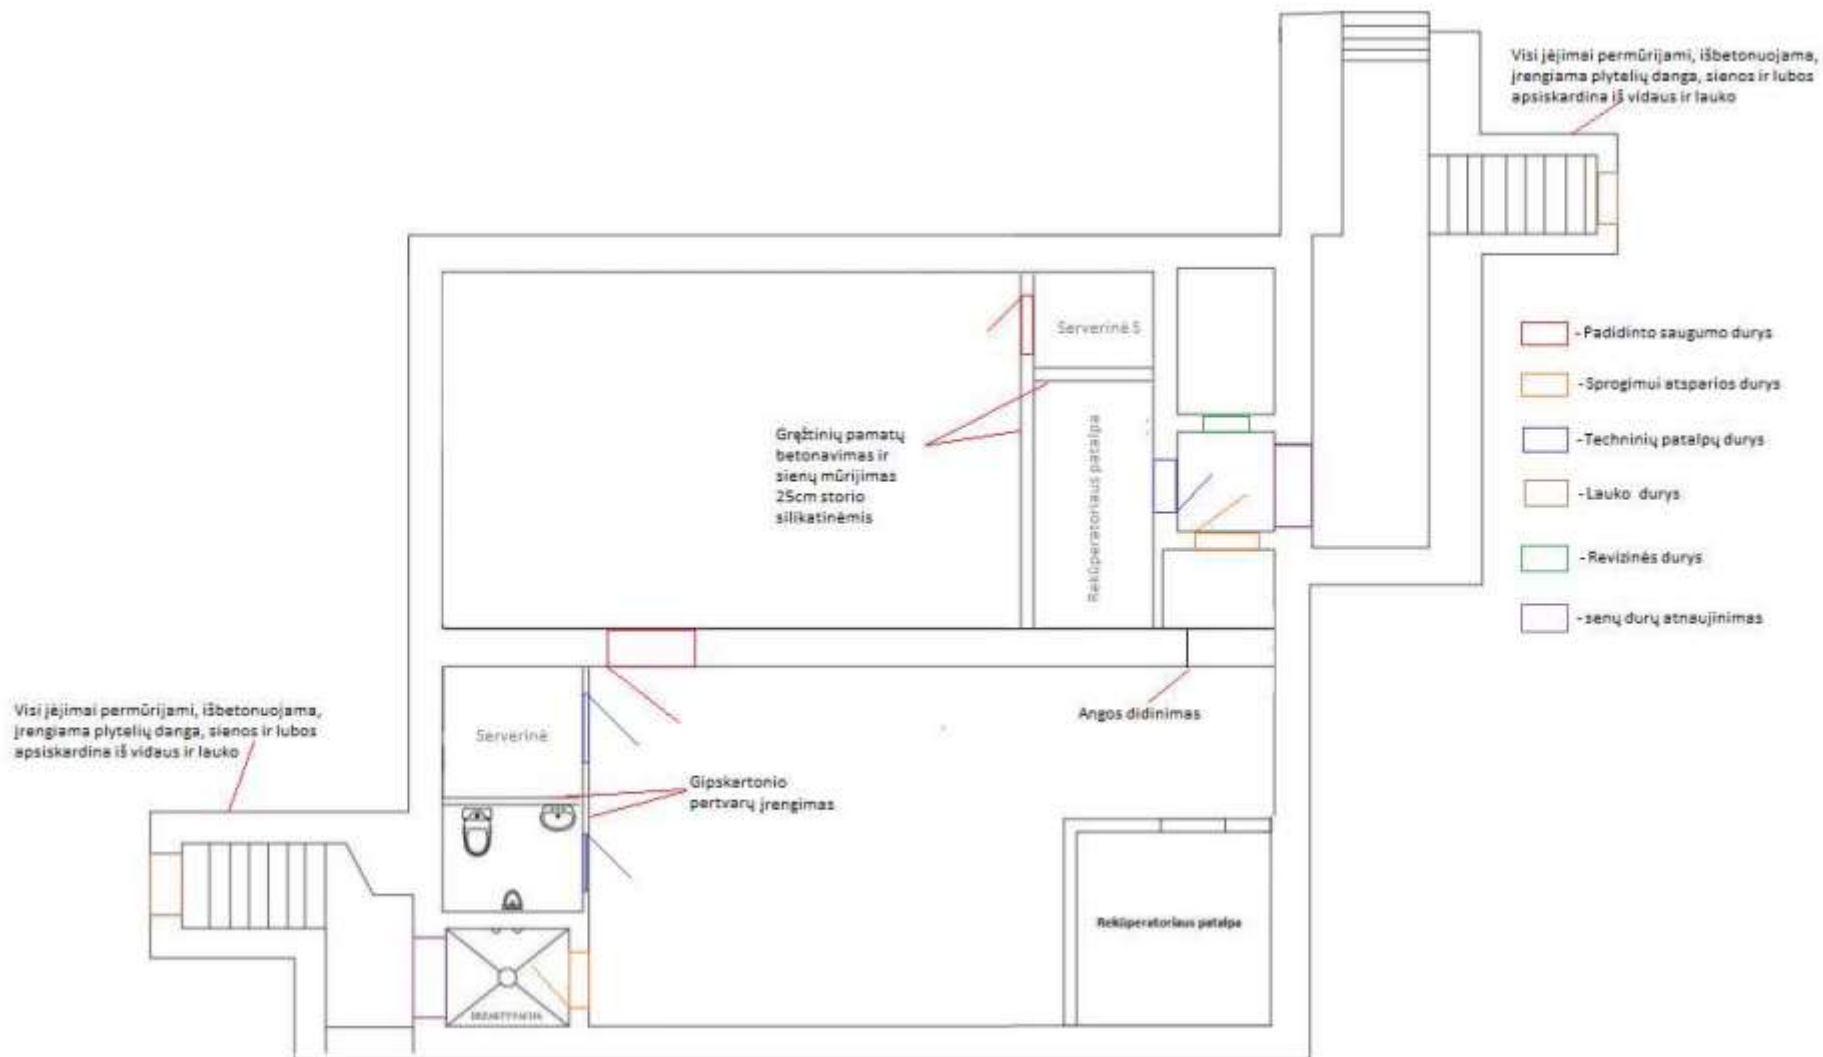 Visi įėjimai permūrijami, išbetonuojama,
įrengiama plytelių danga, sienos ir lubos
apsiskardina iš vidaus ir lauko
Serverinė S
- Padidinto saugumo durys
- Sprogimui atsparios durys
- Techninių patalpų durys
- Lauko durys
- Revizinės durys
- senų durų atnaujinimas
Gręžtinių pamatų
betonavimas ir
sienų mūrijimas
25cm storio
silikatinėmis
Rekūperatoriaus patalpa
Visi įėjimai permūrijami, išbetonuojama,
įrengiama plytelių danga, sienos ir lubos
apsiskardina iš vidaus ir lauko
Serverinė
Angos didinimas
Gipskartonio
pertvarų įrengimas
Rekūperatoriaus patalpa